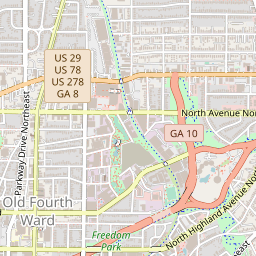 US 29
US 78
US 278
GA 8
North Avenue Nor
GA 10
Parkway Drive Northeast
Old Fourth
Ward
Freedom
Park
North Highland Avenue Nor